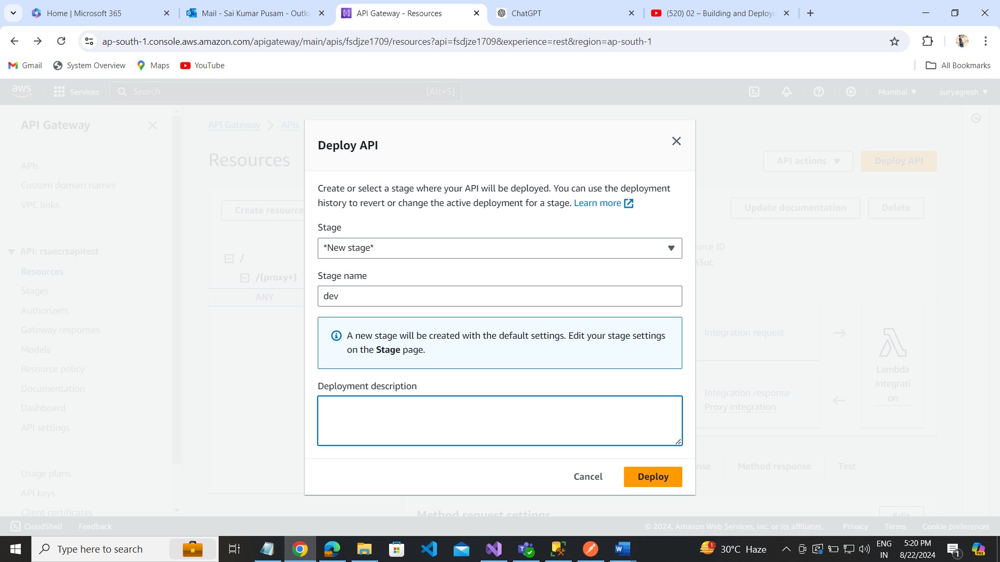 Home | Microsoft 365
Mail - Sai Kumar Pusam - Outlo
API Gateway - Resources
ChatGPT
(520) 02 – Building and Deployi
ap-south-1.console.aws.amazon.com/apigateway/main/apis/fsdjze1709/resources?api=fsdjze1709&experience=rest&region=ap-south-1
Gmail
System Overview
Maps
YouTube
All Bookmarks
aws
Services
Search
[Alt+S]
Mumbai
suryagresh
API Gateway
APIs
Custom domain names
VPC links
API: rsaecrsapitest
Resources
Stages
Authorizers
Gateway responses
Models
Resource policy
Documentation
Dashboard
API settings
Usage plans
API keys
Client certificates
API Gateway
APIs
Resources
API actions
Deploy API
Create resource
Update documentation
Delete
/
/{proxy+}
ANY
urce ID
n3uc
Deploy API
Create or select a stage where your API will be deployed. You can use the deployment
history to revert or change the active deployment for a stage. Learn more
Stage
*New stage*
Stage name
dev
A new stage will be created with the default settings. Edit your stage settings
on the Stage page.
Deployment description
Cancel
Deploy
Integration request
Integration response
Proxy integration
Lambda
integrati
on
nse
Method response
Test
Method request settings
Edit
CloudShell
Feedback
© 2024, Amazon Web Services, Inc. or its affiliates.
Privacy
Terms
Cookie preferences
Type here to search
1
30°C Haze
ENG
IN
5:20 PM
8/22/2024
1
PRE